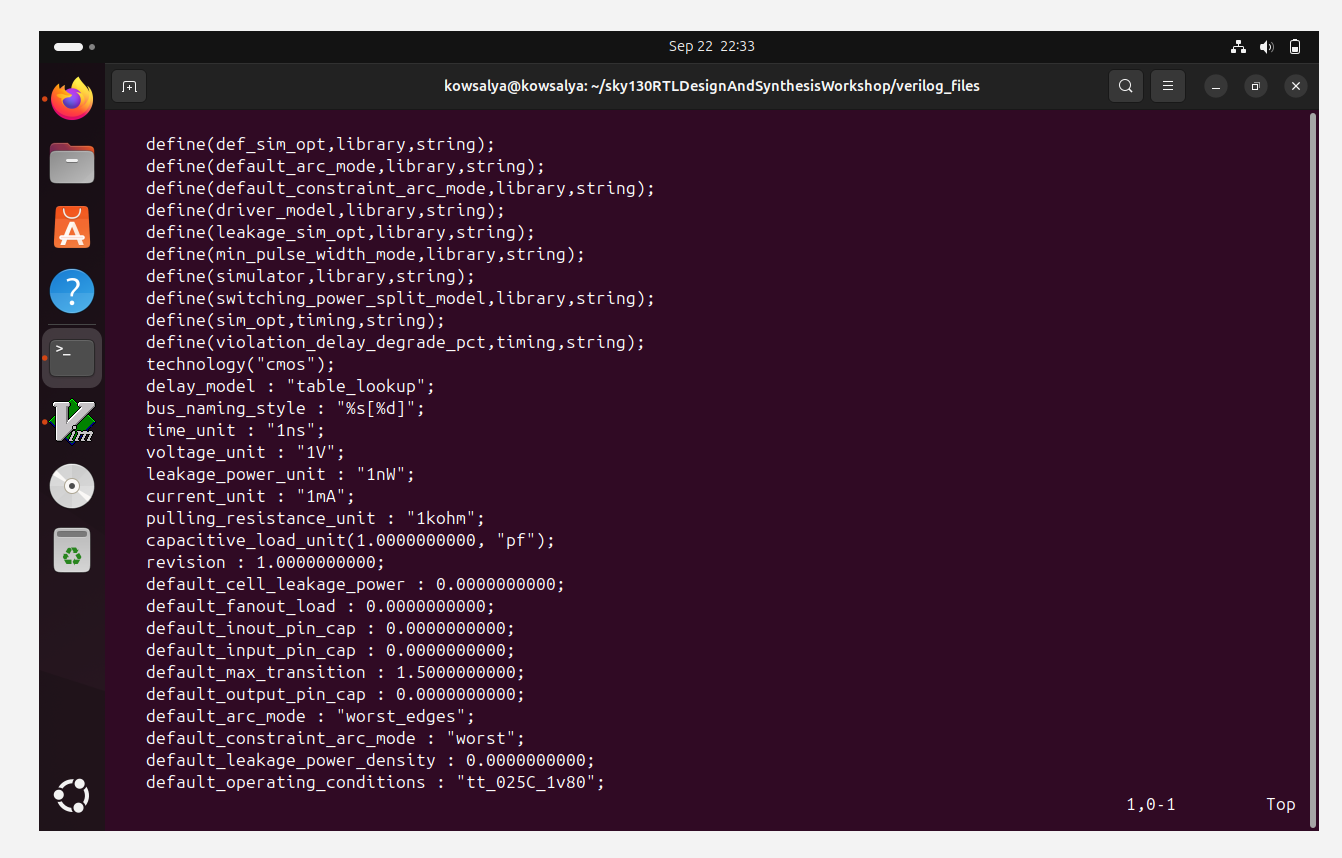 Sep 22 22:33
kowsalya@kowsalya: ~/sky130RTLDesignAndSynthesisWorkshop/verilog_files
define(def_sim_opt,library,string);
define(default_arc_mode,library,string);
define(default_constraint_arc_mode,library,string);
define(driver_model,library,string);
define(leakage_sim_opt,library,string);
define(min_pulse_width_mode,library,string);
define(simulator,library,string);
define(switching_power_split_model,library,string);
define(sim_opt,timing,string);
define(violation_delay_degrade_pct,timing,string);
technology("cmos");
delay_model : "table_lookup";
bus_naming_style : "%s[%d]";
time_unit : "1ns";
voltage_unit : "1V";
leakage_power_unit : "1nW";
current_unit : "1mA";
pulling_resistance_unit : "1kohm";
capacitive_load_unit(1.0000000000, "pf");
revision : 1.0000000000;
default_cell_leakage_power : 0.0000000000;
default_fanout_load : 0.0000000000;
default_inout_pin_cap : 0.0000000000;
default_input_pin_cap : 0.0000000000;
default_max_transition : 1.5000000000;
default_output_pin_cap : 0.0000000000;
default_arc_mode : "worst_edges";
default_constraint_arc_mode : "worst";
default_leakage_power_density : 0.0000000000;
default_operating_conditions : "tt_025C_1v80";
1,0-1 Top
>_
?
Vim